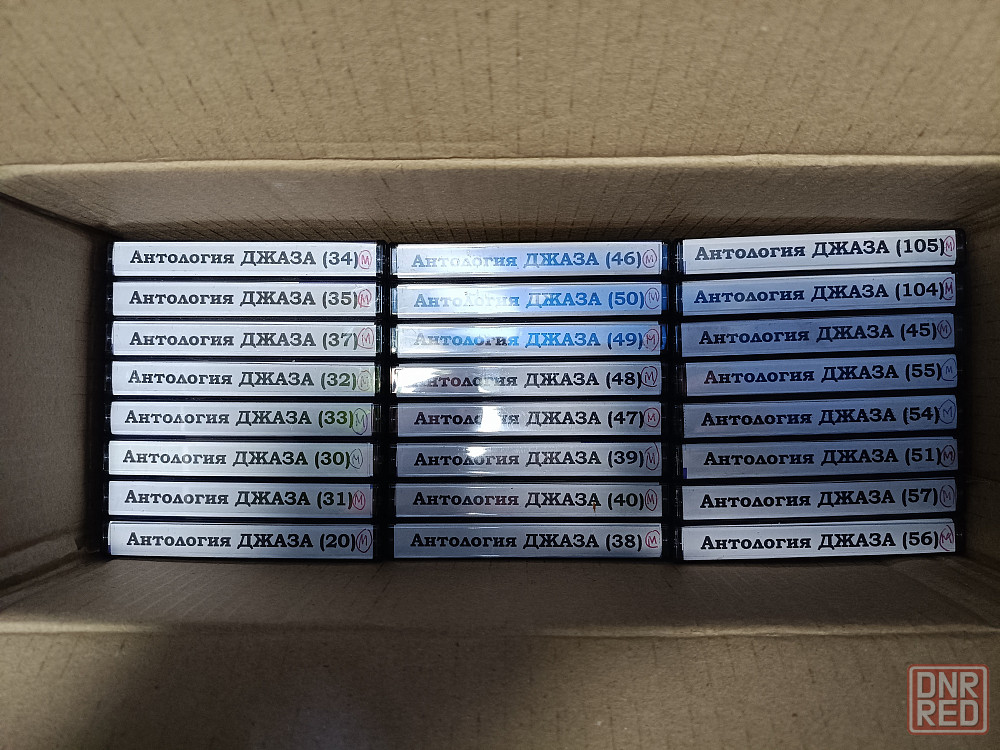 Антология ДЖАЗА (34) М
Антология ДЖАЗА (35) М
Антология ДЖАЗА (37) М
Антология ДЖАЗА (32) М
Антология ДЖАЗА (33) М
Антология ДЖАЗА (30) М
Антология ДЖАЗА (31) М
Антология ДЖАЗА (20) М
Антология ДЖАЗА (46) М
Антология ДЖАЗА (50) М
Антология ДЖАЗА (49) М
Антология ДЖАЗА (48) М
Антология ДЖАЗА (47) М
Антология ДЖАЗА (39) М
Антология ДЖАЗА (40) М
Антология ДЖАЗА (38) М
Антология ДЖАЗА (105) М
Антология ДЖАЗА (104) М
Антология ДЖАЗА (45) М
Антология ДЖАЗА (55) М
Антология ДЖАЗА (54) М
Антология ДЖАЗА (51) М
Антология ДЖАЗА (57) М
Антология ДЖАЗА (56) М
DNR
RED